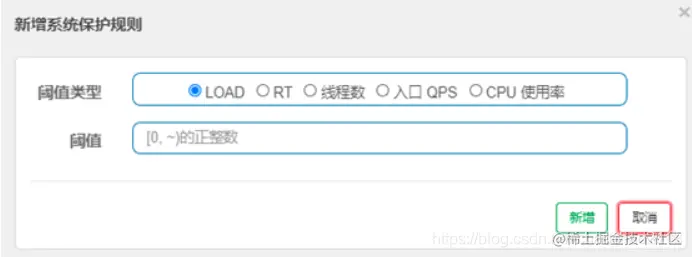 ×
新增系统保护规则
阈值类型 LOAD RT 线程数 入口 QPS CPU 使用率
阈值 [0, ~)的正整数
新增 取消
https://blog.csdn.n @稀土掘金技术社区